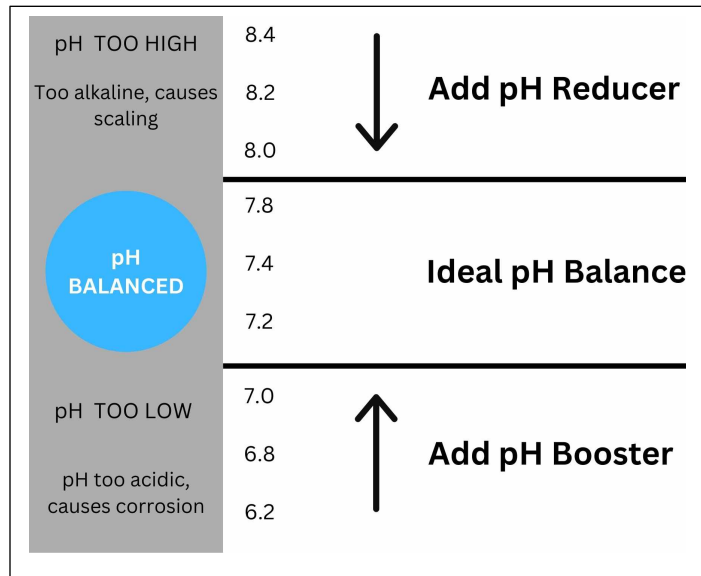 pH TOO HIGH
Too alkaline, causes
scaling
8.4
8.2
8.0
Add pH Reducer
pH
BALANCED
7.8
7.4
7.2
Ideal pH Balance
pH TOO LOW
pH too acidic,
causes corrosion
7.0
6.8
6.2
Add pH Booster